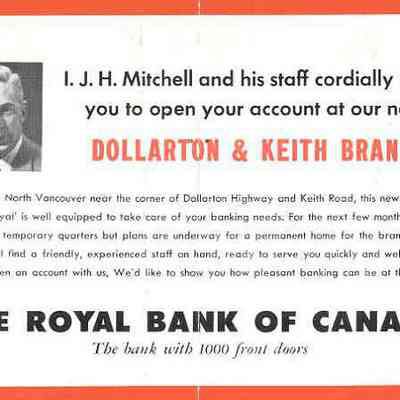 I. J. H. Mitchell and his staff cordially
you to open your account at our n
DOLLARTON & KEITH BRAN
North Vancouver near the corner of Dollarton Highway and Keith Road, this new
yal' is well equipped to take care of your banking needs. For the next few month
temporary quarters but plans are underway for a permanent home for the bran
l find a friendly, experienced staff on hand, ready to serve you quickly and wel
en an account with us, We'd like to show you how pleasant banking can be at th
E ROYAL BANK OF CANA
The bank with 1000 front doors